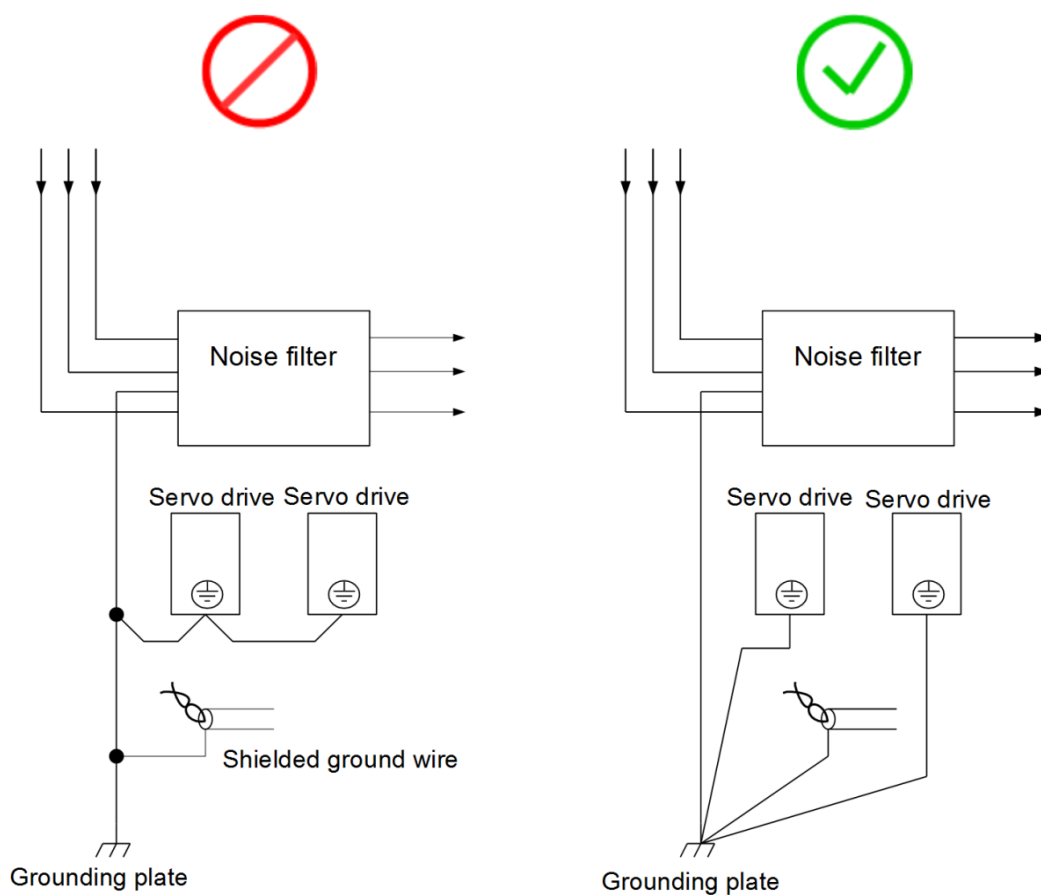 Noise filter
Noise filter
Servo drive
Servo drive
Servo drive
Servo drive
Shielded ground wire
Grounding plate
Grounding plate